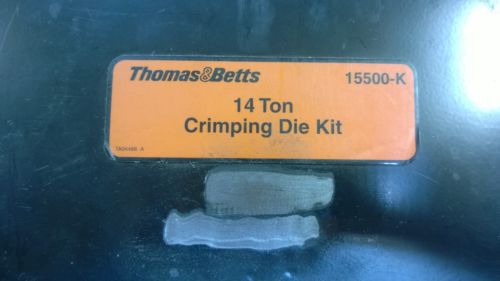 Thomas&Betts 15500-K
14 Ton
Crimping Die Kit